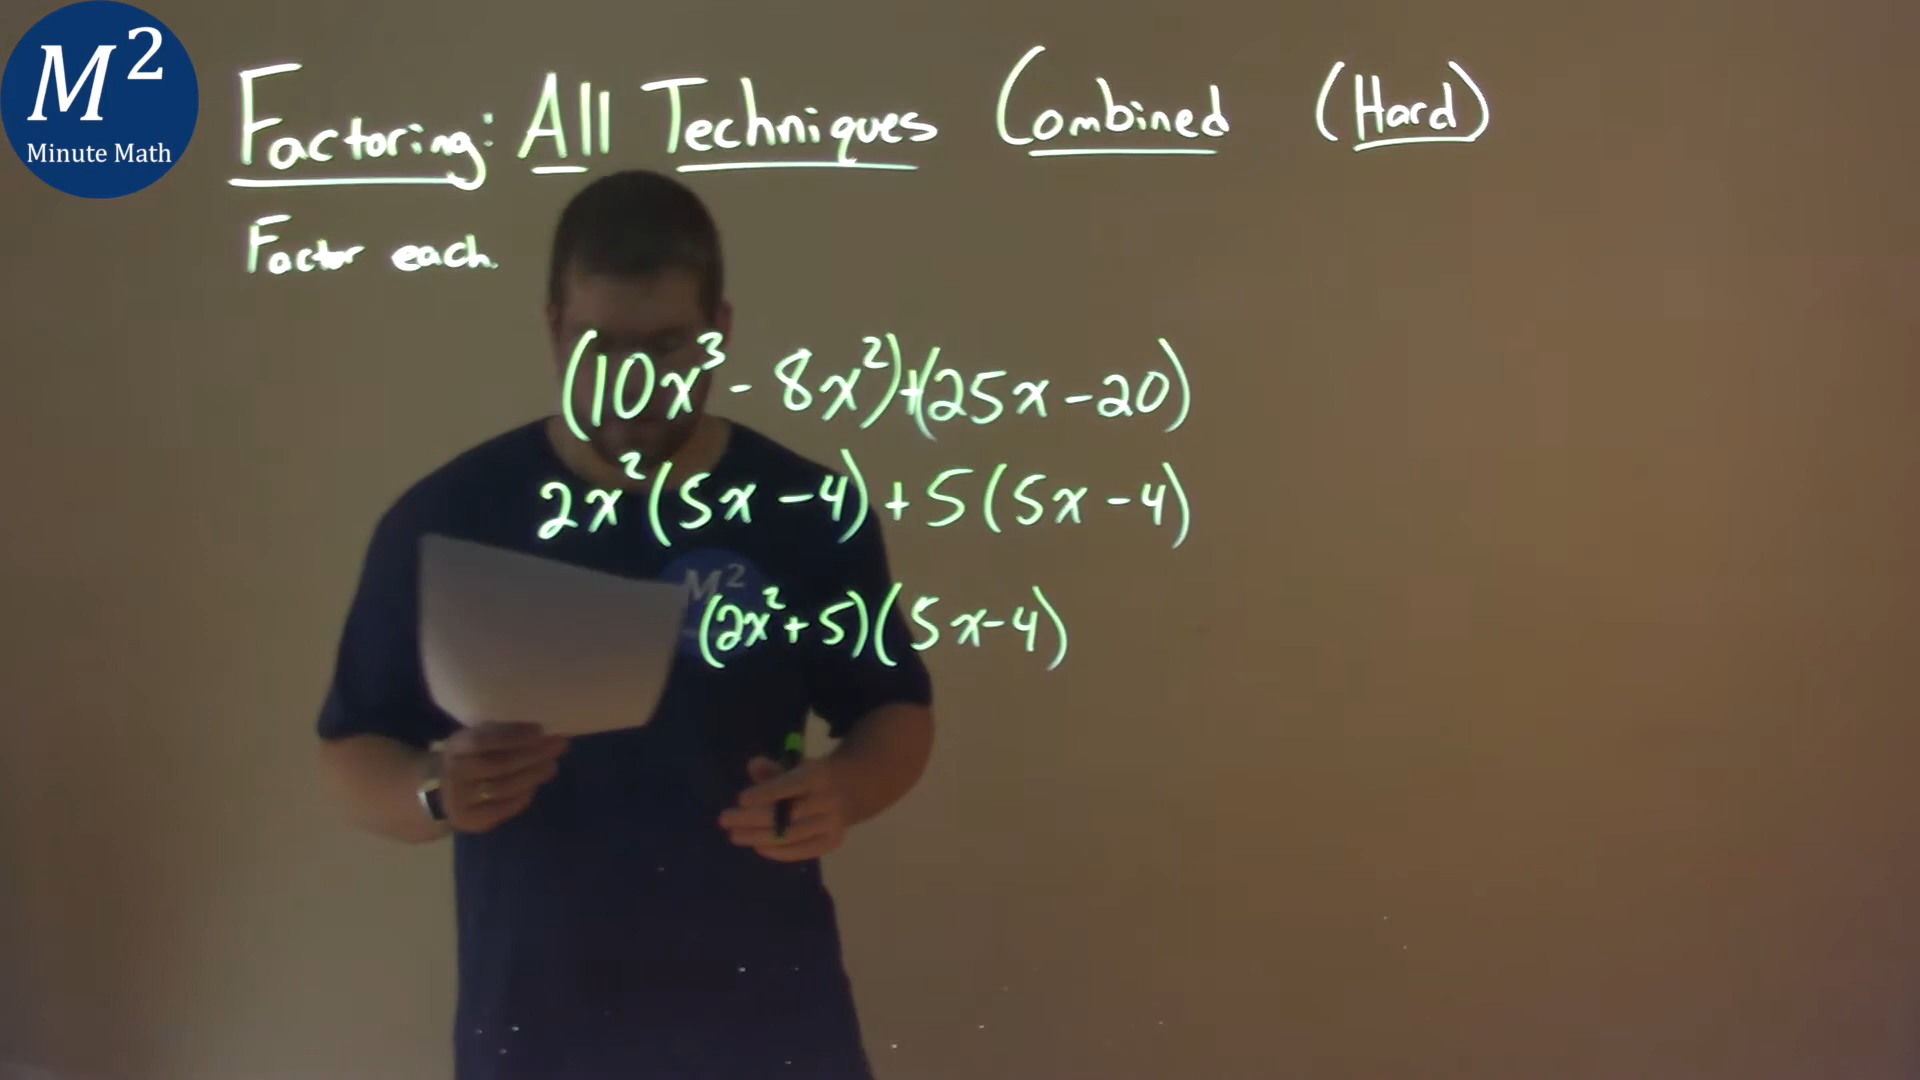 M²
Minute Math
Factoring: All Techniques Combined (Hard)
Factor each.
(10x³ - 8x²)+(25x - 20)
2x²(5x - 4) + 5(5x - 4)
M²
(2x² + 5)(5x - 4)